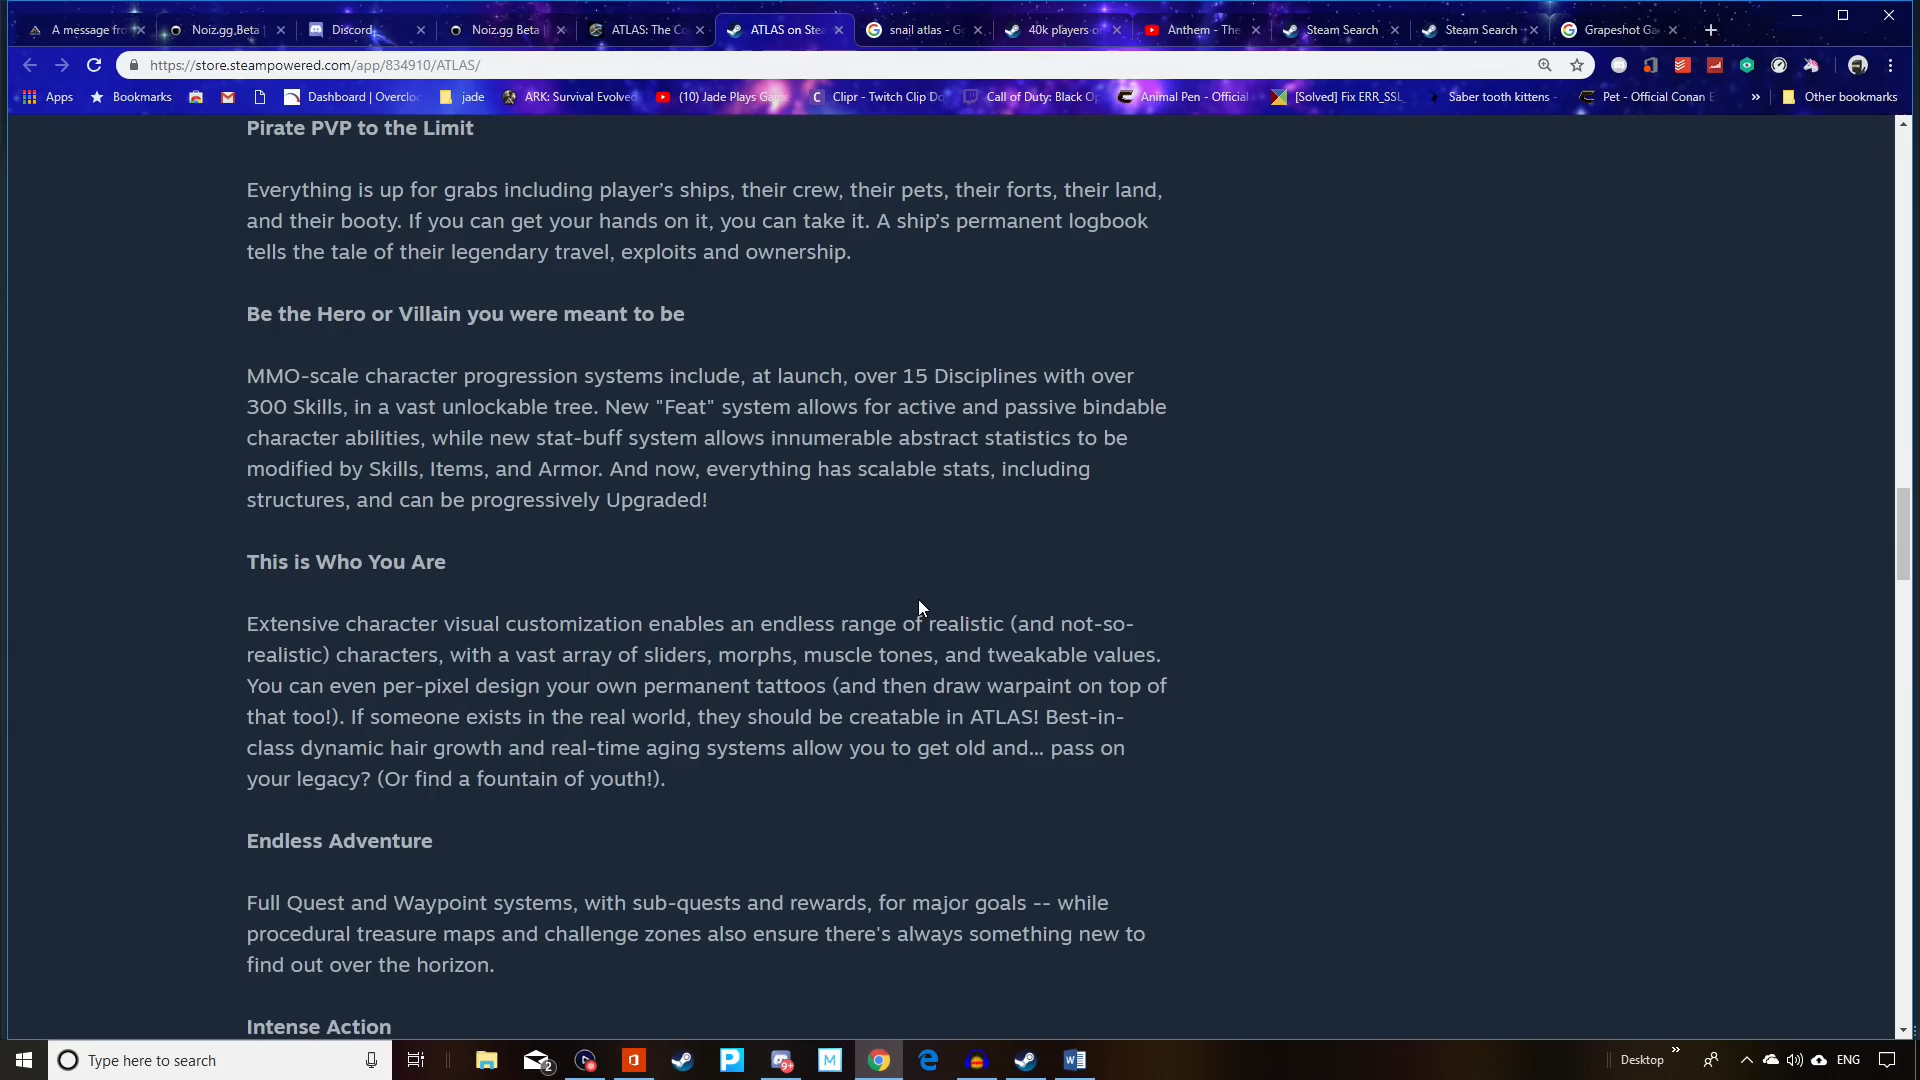 A message fro
Noiz.gg Beta
Discord
Noiz.gg Beta
ATLAS: The Co
ATLAS on Stea
snail atlas - Go
40k players o
Anthem - The
Steam Search
Steam Search
Grapeshot Ga
https://store.steampowered.com/app/834910/ATLAS/
Apps
Bookmarks
Dashboard | Overcloc
jade
ARK: Survival Evolved
(10) Jade Plays Gam
Clipr - Twitch Clip Do
Call of Duty: Black Op
Animal Pen - Official
[Solved] Fix ERR_SSL_
Saber tooth kittens -
Pet - Official Conan E
»
Other bookmarks
Pirate PVP to the Limit
Everything is up for grabs including player’s ships, their crew, their pets, their forts, their land,
and their booty. If you can get your hands on it, you can take it. A ship’s permanent logbook
tells the tale of their legendary travel, exploits and ownership.
Be the Hero or Villain you were meant to be
MMO-scale character progression systems include, at launch, over 15 Disciplines with over
300 Skills, in a vast unlockable tree. New "Feat" system allows for active and passive bindable
character abilities, while new stat-buff system allows innumerable abstract statistics to be
modified by Skills, Items, and Armor. And now, everything has scalable stats, including
structures, and can be progressively Upgraded!
This is Who You Are
Extensive character visual customization enables an endless range of realistic (and not-so-
realistic) characters, with a vast array of sliders, morphs, muscle tones, and tweakable values.
You can even per-pixel design your own permanent tattoos (and then draw warpaint on top of
that too!). If someone exists in the real world, they should be creatable in ATLAS! Best-in-
class dynamic hair growth and real-time aging systems allow you to get old and... pass on
your legacy? (Or find a fountain of youth!).
Endless Adventure
Full Quest and Waypoint systems, with sub-quests and rewards, for major goals -- while
procedural treasure maps and challenge zones also ensure there's always something new to
find out over the horizon.
Intense Action
Type here to search
2
9+
Desktop
»
ENG